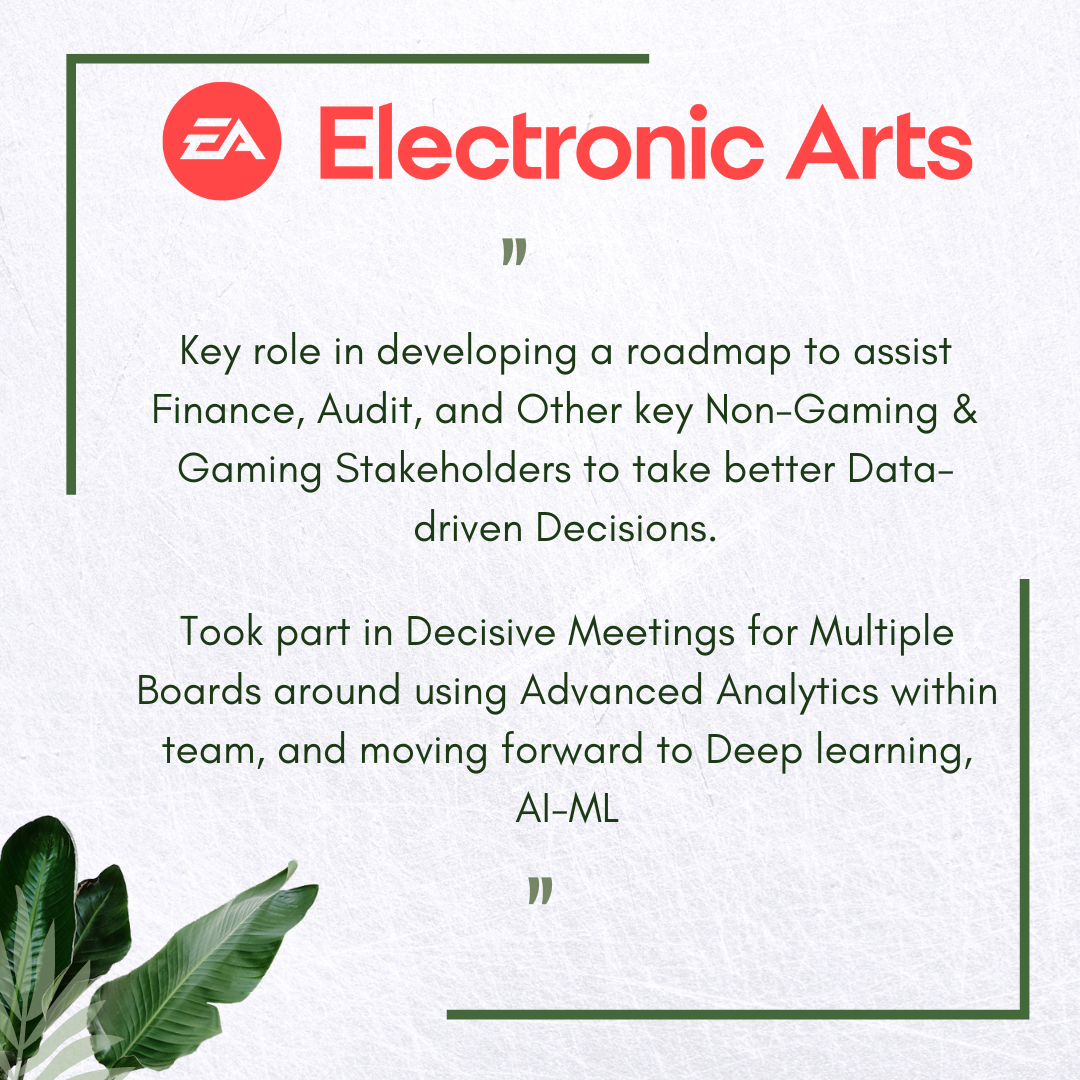 EA Electronic Arts
"
Key role in developing a roadmap to assist
Finance, Audit, and Other key Non-Gaming &
Gaming Stakeholders to take better Data-
driven Decisions.
Took part in Decisive Meetings for Multiple
Boards around using Advanced Analytics within
team, and moving forward to Deep learning,
AI-ML
"